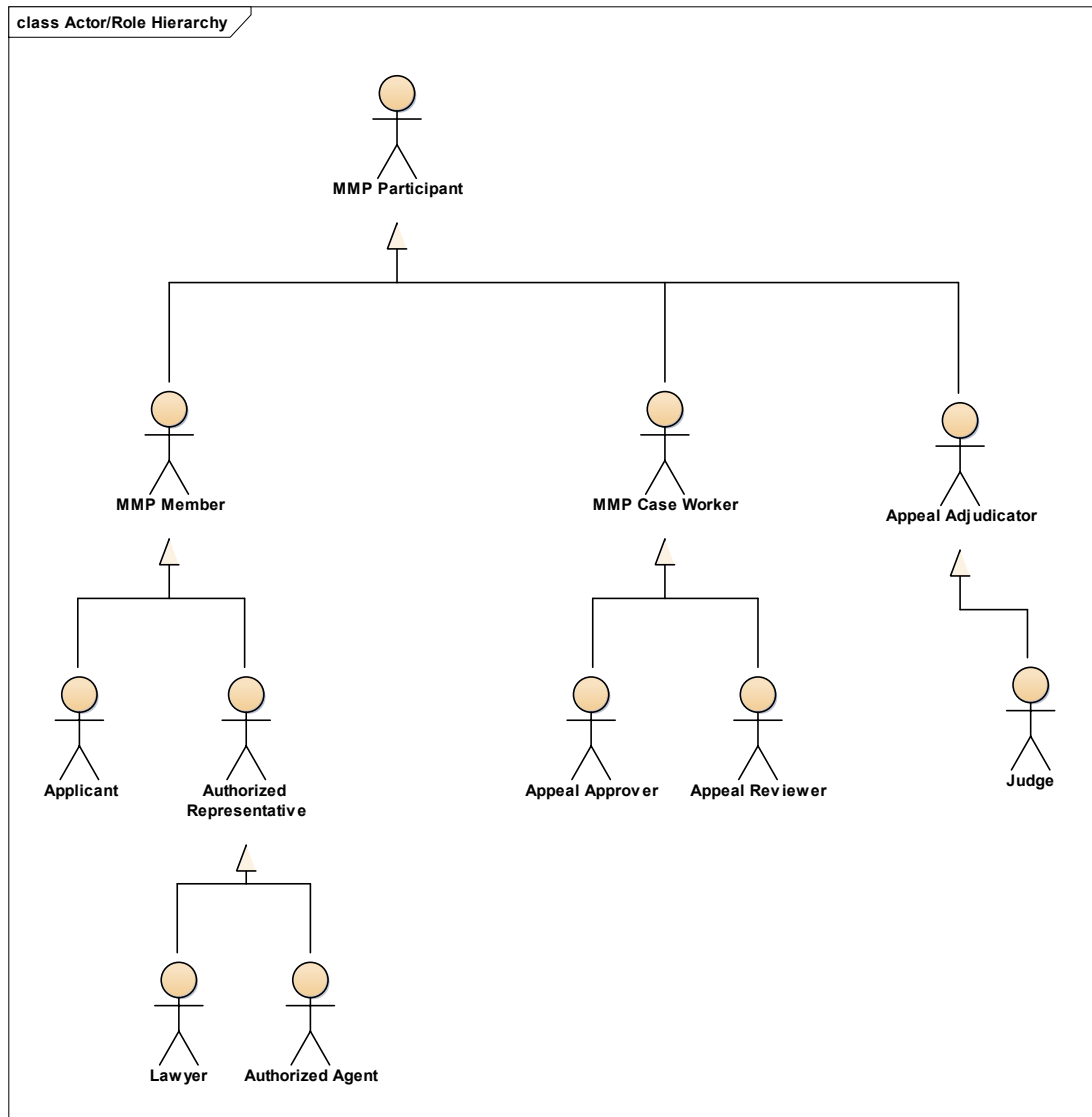 class Actor/Role Hierarchy
MMP Participant
MMP Member
MMP Case Worker
Appeal Adjudicator
Applicant
Authorized
Representative
Appeal Approver
Appeal Reviewer
Judge
Lawyer
Authorized Agent